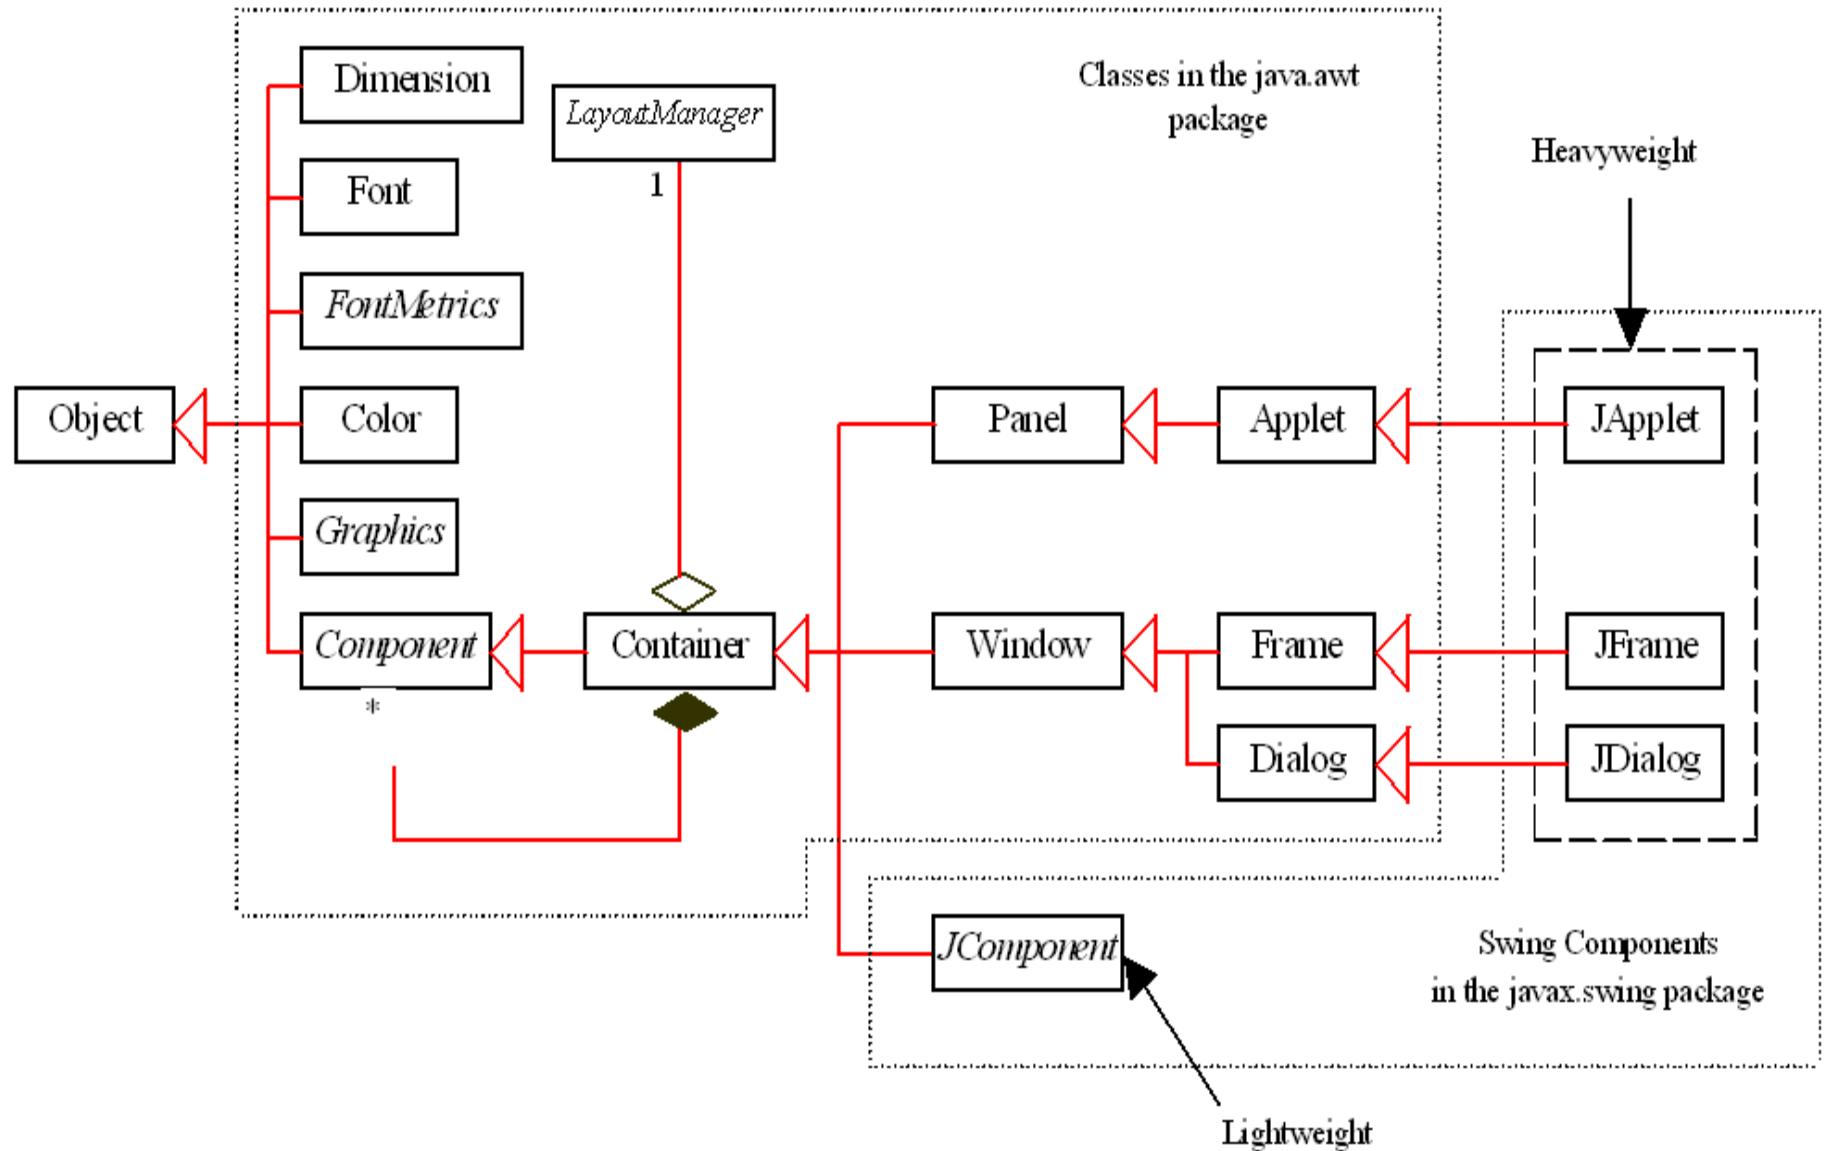 Dimension
LayoutManager
Classes in the java.awt
package
Heavyweight
1
Font
FontMetrics
Object
Color
Panel
Applet
JApplet
Graphics
Component
Container
Window
Frame
JFrame
*
Dialog
JDialog
JComponent
Swing Components
in the javax.swing package
Lightweight